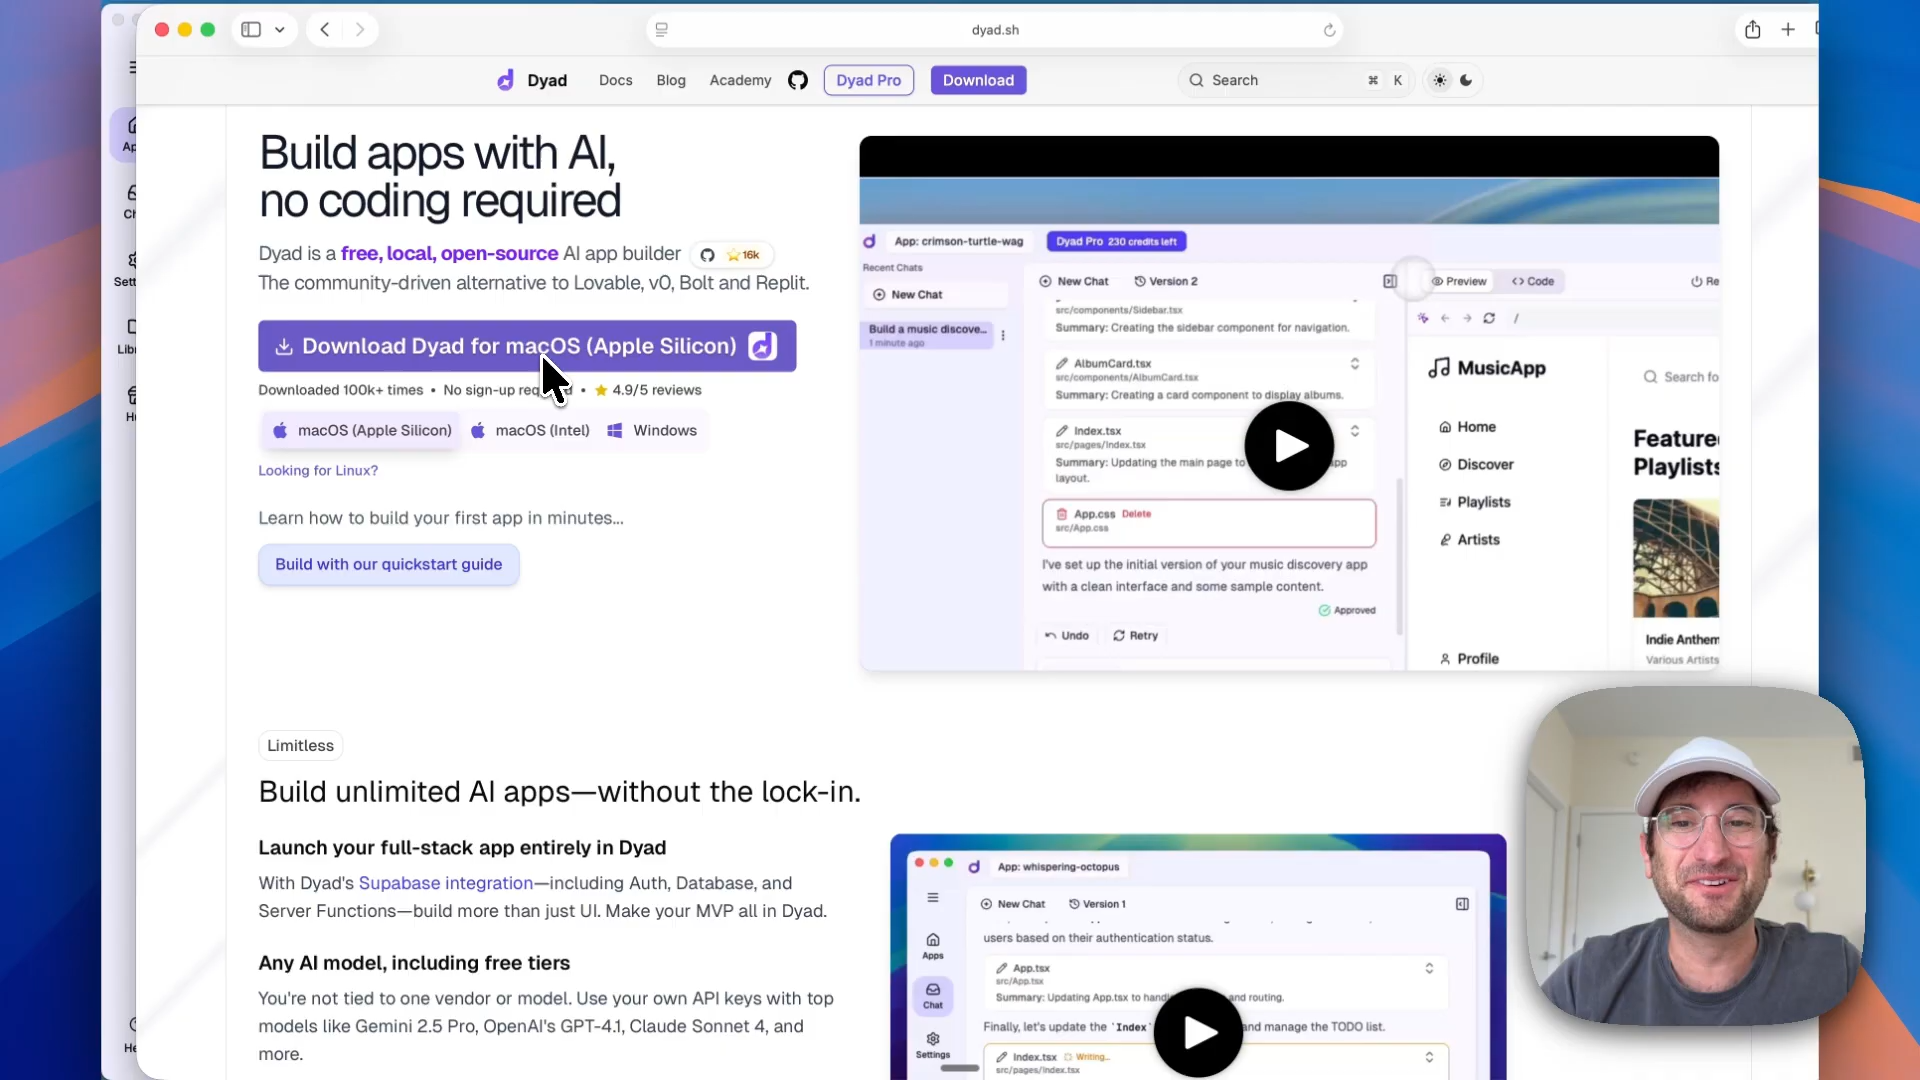 dyad.sh
Dyad
Docs
Blog
Academy
Dyad Pro
Download
Search
⌘ K
Build apps with AI,
no coding required
Dyad is a free, local, open-source AI app builder
16k
The community-driven alternative to Lovable, v0, Bolt and Replit.
Download Dyad for macOS (Apple Silicon)
Downloaded 100k+ times • No sign-up • 4.9/5 reviews
macOS (Apple Silicon)
macOS (Intel)
Windows
Looking for Linux?
Learn how to build your first app in minutes...
Build with our quickstart guide
App: crimson-turtle-wag
Dyad Pro 230 credits left
Recent Chats
New Chat
Build a music discove...
1 minute ago
New Chat
Version 2
Preview
Code
Re
/
src/components/Sidebar.tsx
Summary: Creating the sidebar component for navigation.
AlbumCard.tsx
src/components/AlbumCard.tsx
Summary: Creating a card component to display albums.
Index.tsx
src/pages/Index.tsx
Summary: Updating the main page to
app
layout.
App.css Delete
src/App.css
I've set up the initial version of your music discovery app
with a clean interface and some sample content.
Approved
Undo
Retry
MusicApp
Search fo
Home
Discover
Playlists
Artists
Profile
Feature
Playlists
Indie Anthem
Various Artists
Limitless
Build unlimited AI apps—without the lock-in.
Launch your full-stack app entirely in Dyad
With Dyad's Supabase integration—including Auth, Database, and
Server Functions—build more than just UI. Make your MVP all in Dyad.
Any AI model, including free tiers
You're not tied to one vendor or model. Use your own API keys with top
models like Gemini 2.5 Pro, OpenAI's GPT-4.1, Claude Sonnet 4, and
more.
App: whispering-octopus
New Chat
Version 1
users based on their authentication status.
Apps
Chat
Settings
App.tsx
src/App.tsx
Summary: Updating App.tsx to
and routing.
Finally, let's update the `Index`
and manage the TODO list.
Index.tsx Writing...
src/pages/Index.tsx
Ap
Ch
Sett
Libr
Hu
He